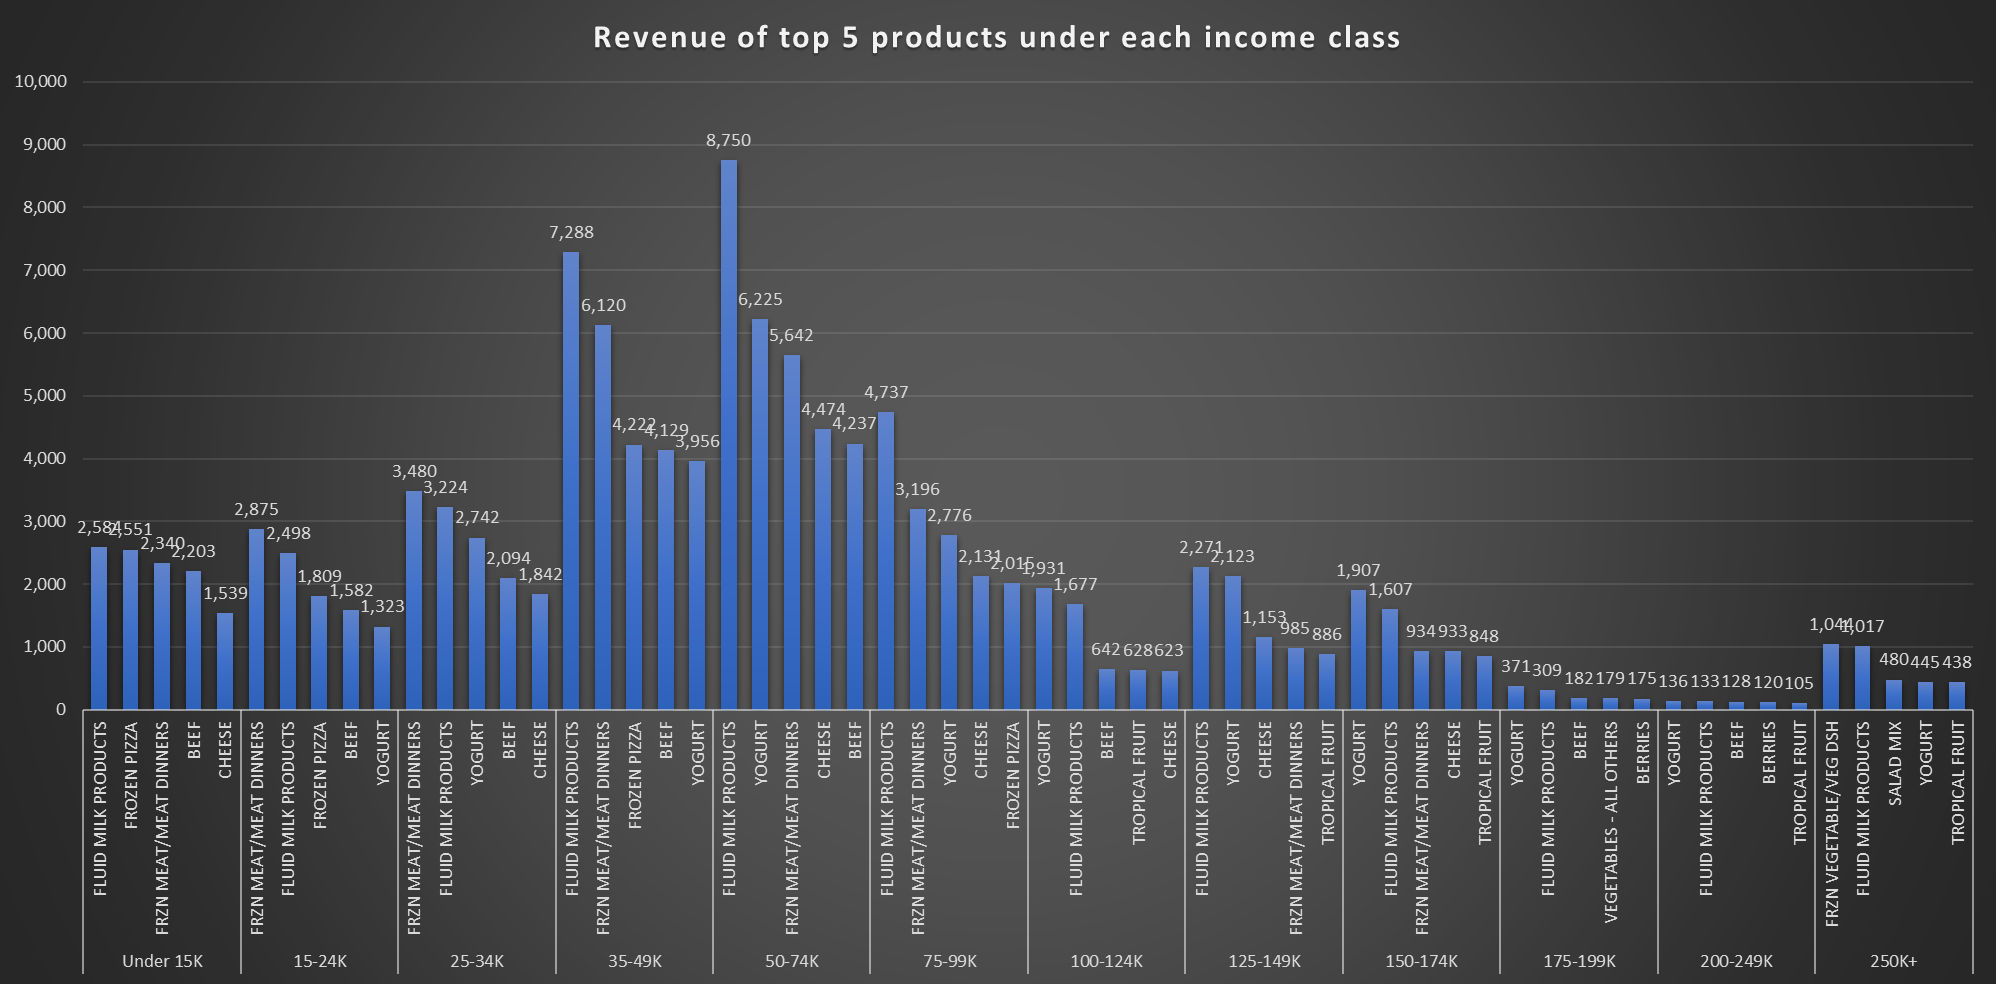 Revenue of top 5 products under each income class
10,000
9,000
8,000
7,000
6,000
5,000
4,000
3,000
2,000
1,000
0
2,584
2,551
2,340
2,203
1,539
2,875
2,498
1,809
1,582
1,323
3,480
3,224
2,742
2,094
1,842
7,288
6,120
4,222
4,129
3,956
8,750
6,225
5,642
4,474
4,237
4,737
3,196
2,776
2,131
2,015
1,931
1,677
642
628
623
2,271
2,123
1,153
985
886
1,907
1,607
934
933
848
371
309
182
179
175
136
133
128
120
105
1,044
1,017
480
445
438
FLUID MILK PRODUCTS
FROZEN PIZZA
FRZN MEAT/MEAT DINNERS
BEEF
CHEESE
FRZN MEAT/MEAT DINNERS
FLUID MILK PRODUCTS
FROZEN PIZZA
BEEF
YOGURT
FRZN MEAT/MEAT DINNERS
FLUID MILK PRODUCTS
YOGURT
BEEF
CHEESE
FLUID MILK PRODUCTS
FRZN MEAT/MEAT DINNERS
FROZEN PIZZA
BEEF
YOGURT
FLUID MILK PRODUCTS
YOGURT
FRZN MEAT/MEAT DINNERS
CHEESE
BEEF
FLUID MILK PRODUCTS
FRZN MEAT/MEAT DINNERS
YOGURT
CHEESE
FROZEN PIZZA
YOGURT
FLUID MILK PRODUCTS
BEEF
TROPICAL FRUIT
CHEESE
FLUID MILK PRODUCTS
YOGURT
CHEESE
FRZN MEAT/MEAT DINNERS
TROPICAL FRUIT
YOGURT
FLUID MILK PRODUCTS
FRZN MEAT/MEAT DINNERS
CHEESE
TROPICAL FRUIT
YOGURT
FLUID MILK PRODUCTS
BEEF
VEGETABLES - ALL OTHERS
BERRIES
YOGURT
FLUID MILK PRODUCTS
BEEF
BERRIES
TROPICAL FRUIT
FRZN VEGETABLE/VEG DSH
FLUID MILK PRODUCTS
SALAD MIX
YOGURT
TROPICAL FRUIT
Under 15K
15-24K
25-34K
35-49K
50-74K
75-99K
100-124K
125-149K
150-174K
175-199K
200-249K
250K+